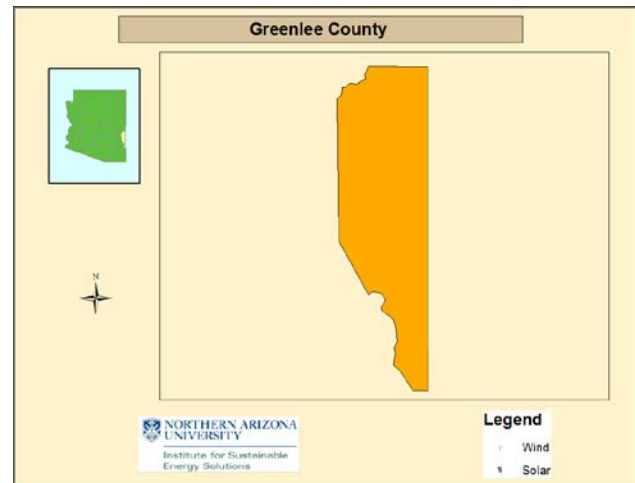 Greenlee County
N
NORTHERN ARIZONA
UNIVERSITY
Institute for Sustainable
Energy Solutions
Legend
Wind
Solar